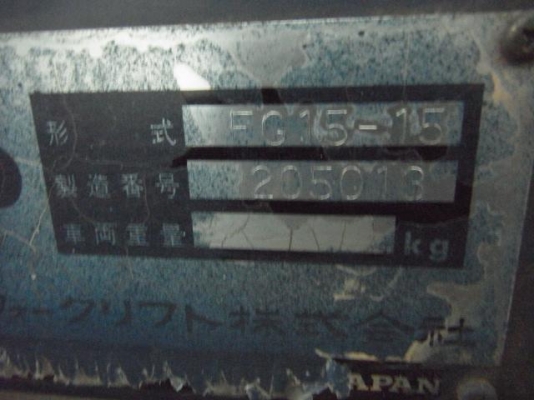 形 式 FG15-15
製造番号 205013
車両重量 kg
フォークリフト株式会社
JAPAN